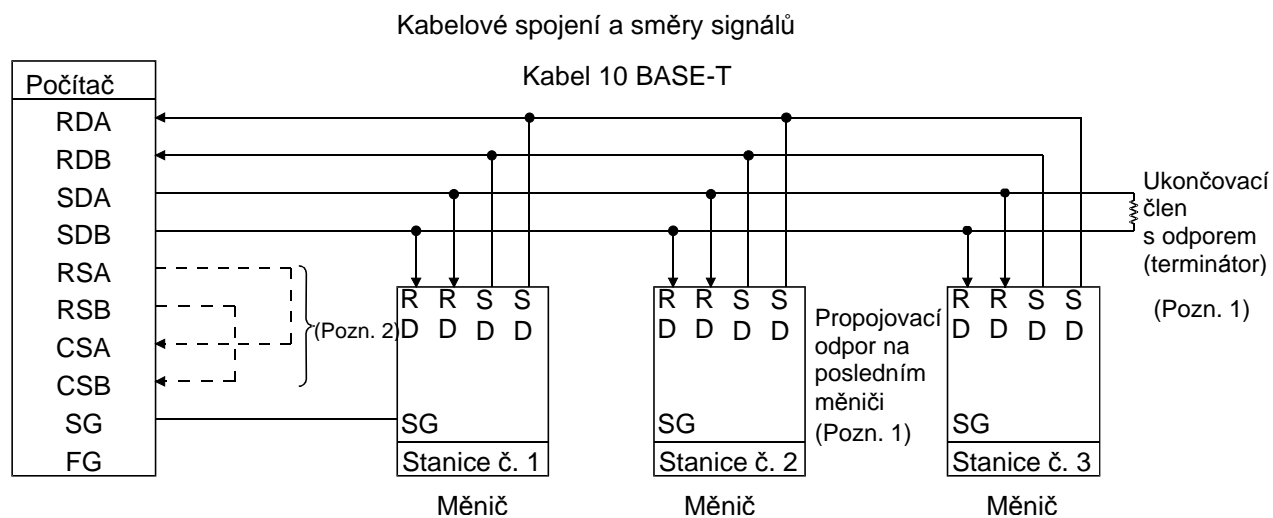 Kabelové spojení a směry signálů
Kabel 10 BASE-T
Počítač
RDA
RDB
SDA
SDB
RSA
RSB
CSA
CSB
SG
FG
(Pozn. 2)
R R S S
D D D D
SG
Stanice č. 1
Měnič
R R S S
D D D D
SG
Stanice č. 2
Měnič
Propojovací
odpor na
posledním
měniči
(Pozn. 1)
R R S S
D D D D
SG
Stanice č. 3
Měnič
Ukončovací
člen
s odporem
(terminátor)
(Pozn. 1)